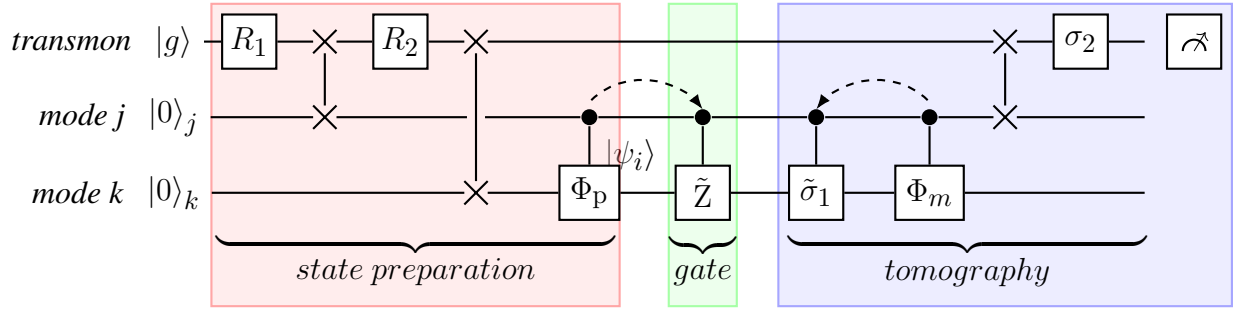 transmon |g⟩ R₁ R₂ σ₂
mode j |0⟩ⱼ
|ψᵢ⟩
mode k |0⟩ₖ Φₚ Z̃ σ̃₁ Φₘ
state preparation gate tomography